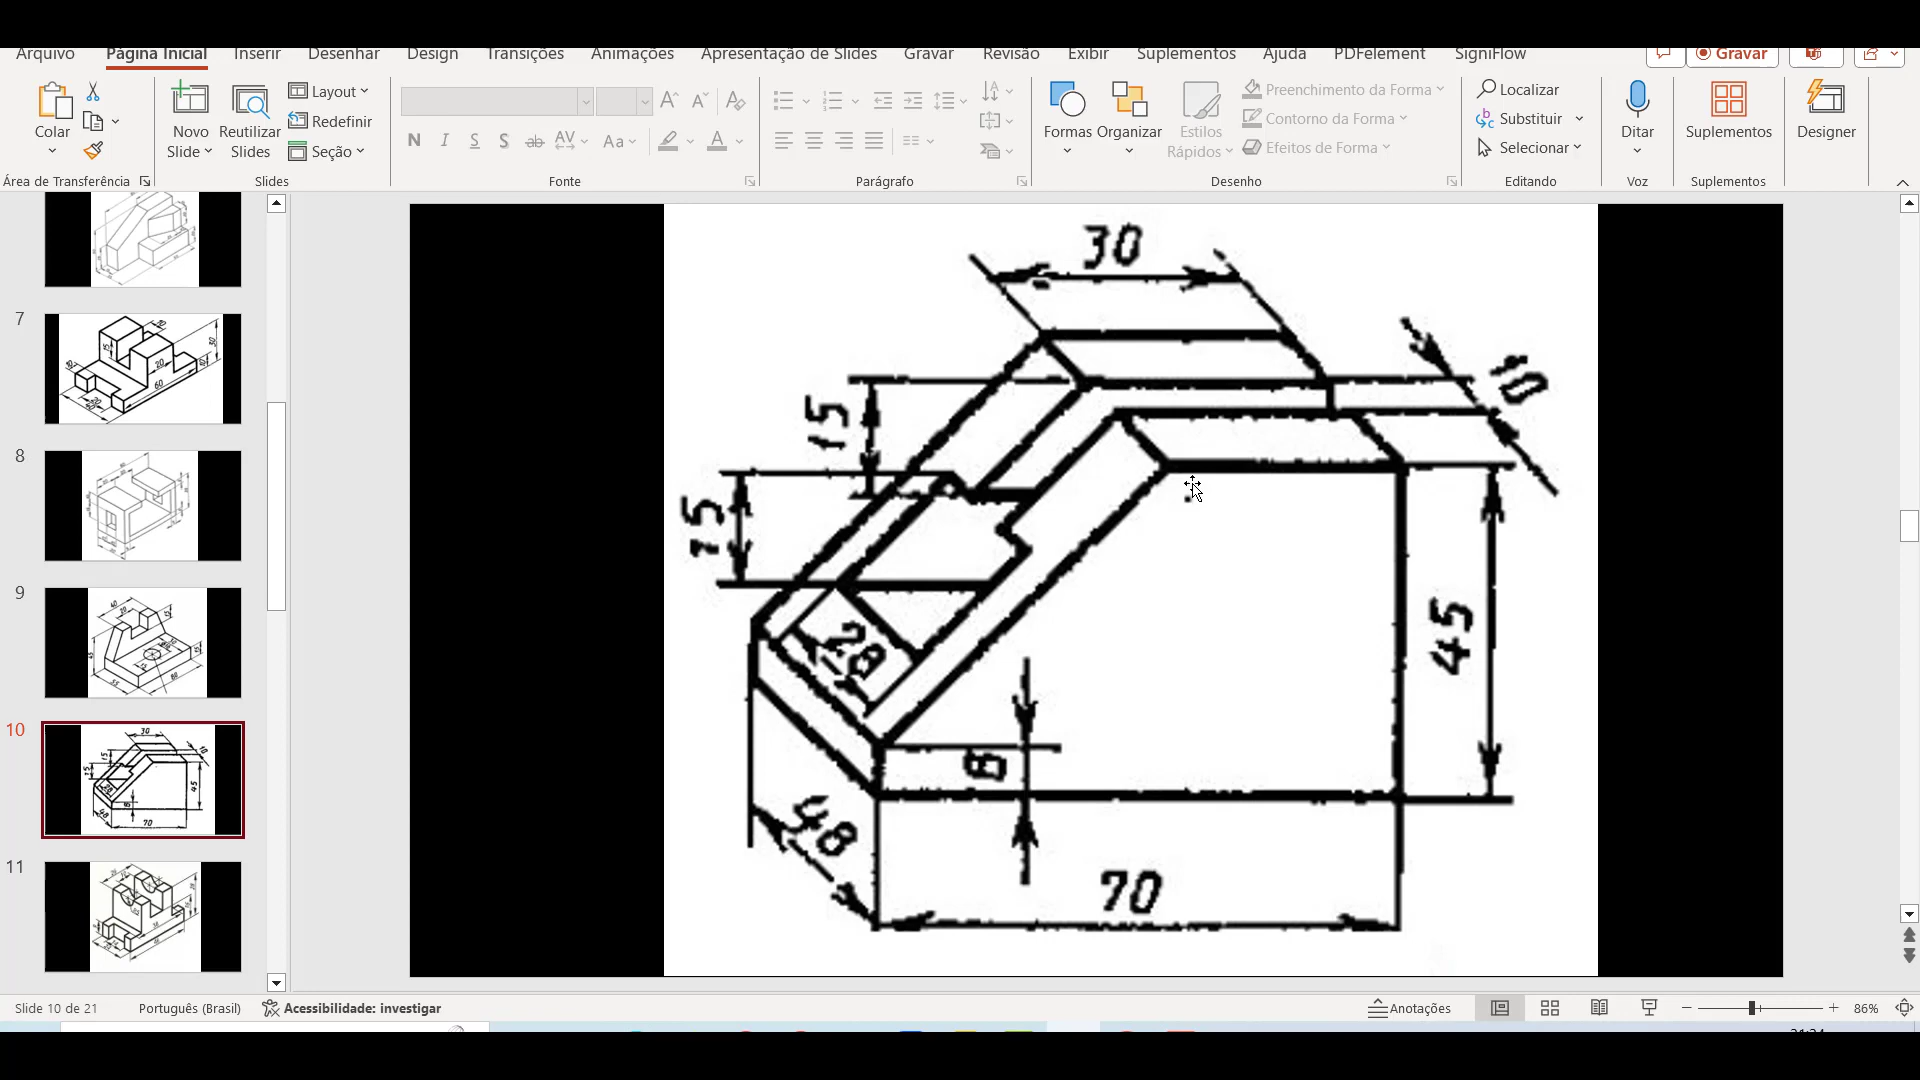 Arquivo Página Inicial Inserir Desenhar Design Transições Animações Apresentação de Slides Gravar Revisão Exibir Suplementos Ajuda PDFelement SigniFlow Gravar
Colar
Novo Slide
Reutilizar Slides
Layout
Redefinir
Seção
N I S S ab AV Aa A
Preenchimento da Forma
Contorno da Forma
Efeitos de Forma
Formas Organizar Estilos Rápidos
Localizar
Substituir
Selecionar
Ditar
Suplementos
Designer
Área de Transferência Slides Fonte Parágrafo Desenho Editando Voz Suplementos
7
8
9
10
11
30
10
15
15
28
8
45
48
70
Slide 10 de 21 Português (Brasil) Acessibilidade: investigar Anotações 86%